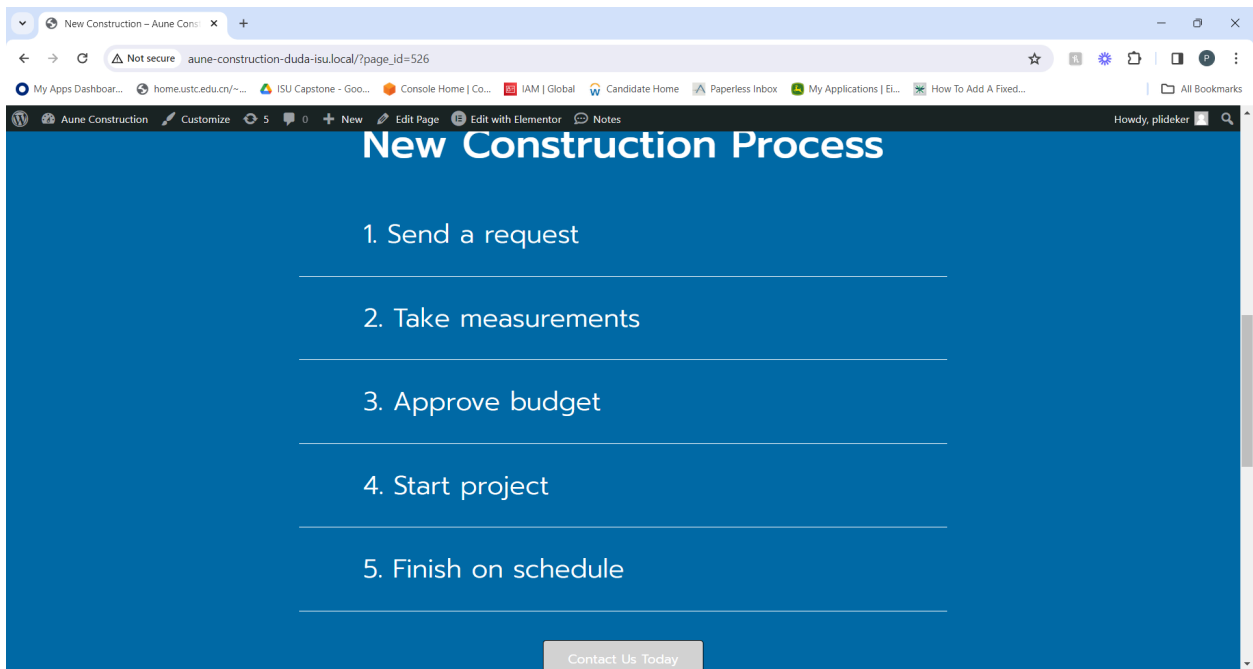 New Construction – Aune Const
Not secure aune-construction-duda-isu.local/?page_id=526 P
My Apps Dashboar... home.ustc.edu.cn/~... ISU Capstone - Goo... Console Home | Co... IAM | Global Candidate Home Paperless Inbox My Applications | Ei... How To Add A Fixed... All Bookmarks
Aune Construction Customize 5 0 New Edit Page Edit with Elementor Notes Howdy, plideker
New Construction Process
1. Send a request
2. Take measurements
3. Approve budget
4. Start project
5. Finish on schedule
Contact Us Today